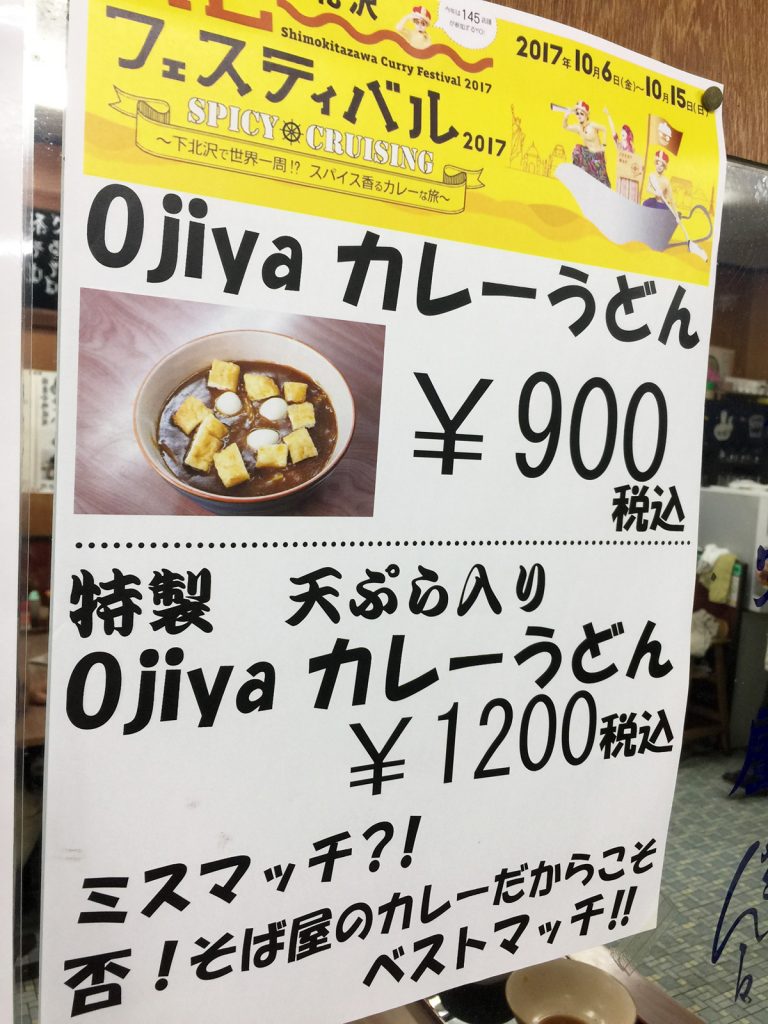 Shimokitazawa Curry Festival 2017
2017年10月6日(金)~10月15日(日)
フェスティバル2017
SPICY CRUISING
~下北沢で世界一周!? スパイス香るカレーな旅~
Ojiya カレーうどん
¥900
税込
特製 天ぷら入り
Ojiya カレーうどん
¥1200税込
ミスマッチ?!
否!そば屋のカレーだからこそ
ベストマッチ!!